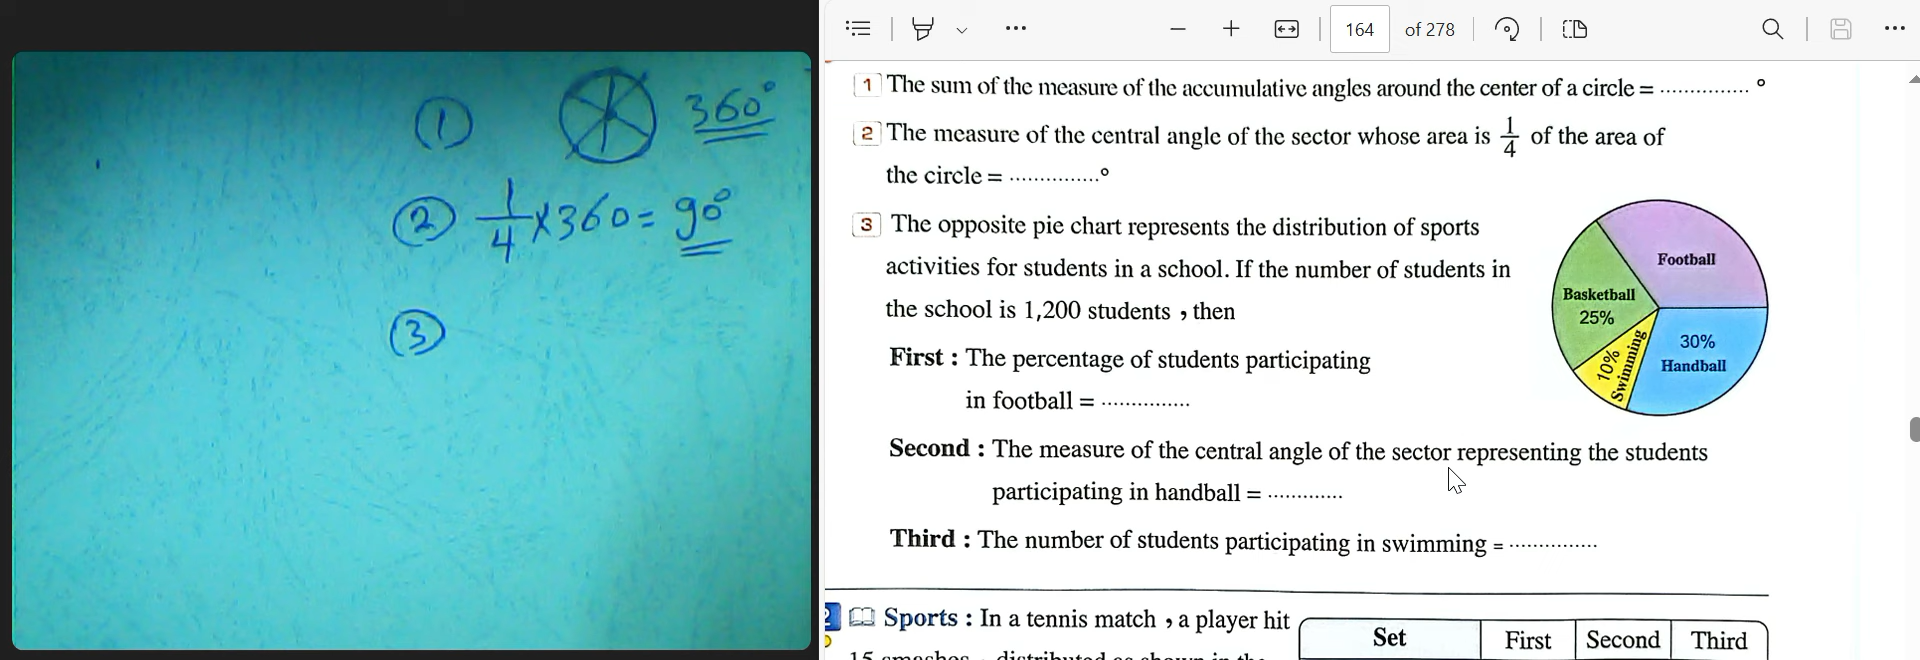 ① 360°
② 1/4 × 360 = 90°
③
164 of 278
1 The sum of the measure of the accumulative angles around the center of a circle = ............... °
2 The measure of the central angle of the sector whose area is 1/4 of the area of
the circle = ...............°
3 The opposite pie chart represents the distribution of sports
activities for students in a school. If the number of students in
the school is 1,200 students , then
First : The percentage of students participating
in football = ...............
Second : The measure of the central angle of the sector representing the students
participating in handball = .............
Third : The number of students participating in swimming = ...............
Football
Basketball
25%
10%
Swimming
30%
Handball
Sports : In a tennis match , a player hit
Set First Second Third